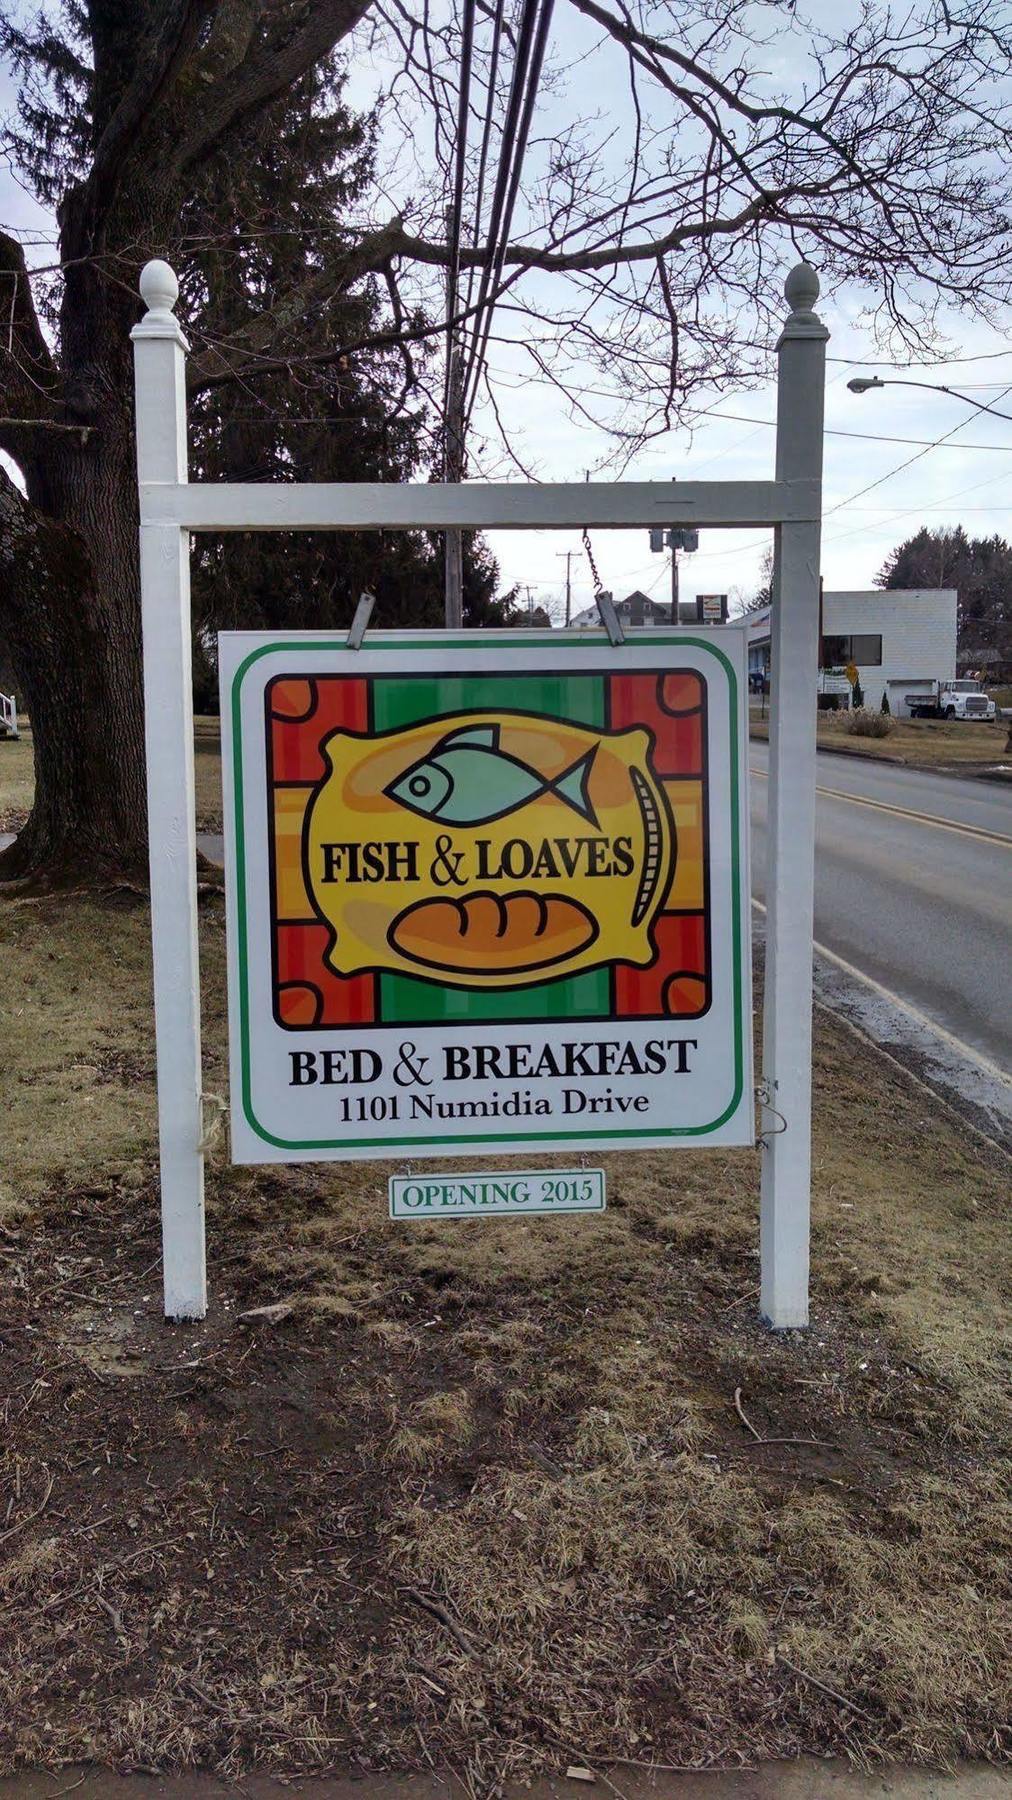 FISH & LOAVES
BED & BREAKFAST
1101 Numidia Drive
OPENING 2015